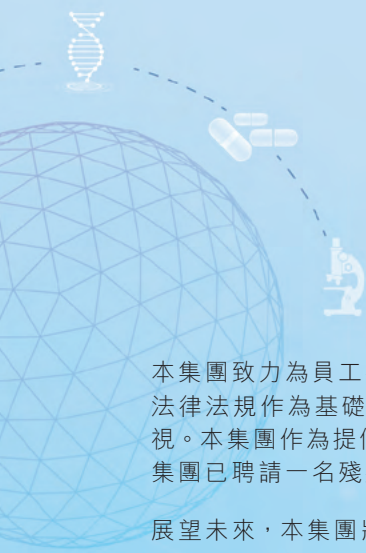 本集團致力為員工
法律法規作為基礎
視。本集團作為提
集團已聘請一名殘
展望未來，本集團